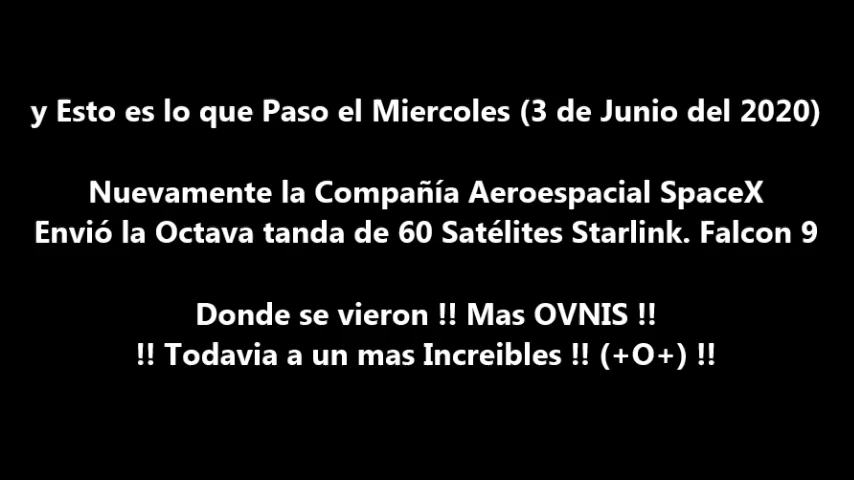 y Esto es lo que Paso el Miercoles (3 de Junio del 2020)
Nuevamente la Compañía Aeroespacial SpaceX
Envió la Octava tanda de 60 Satélites Starlink. Falcon 9
Donde se vieron !! Mas OVNIS !!
!! Todavia a un mas Increibles !! (+O+) !!